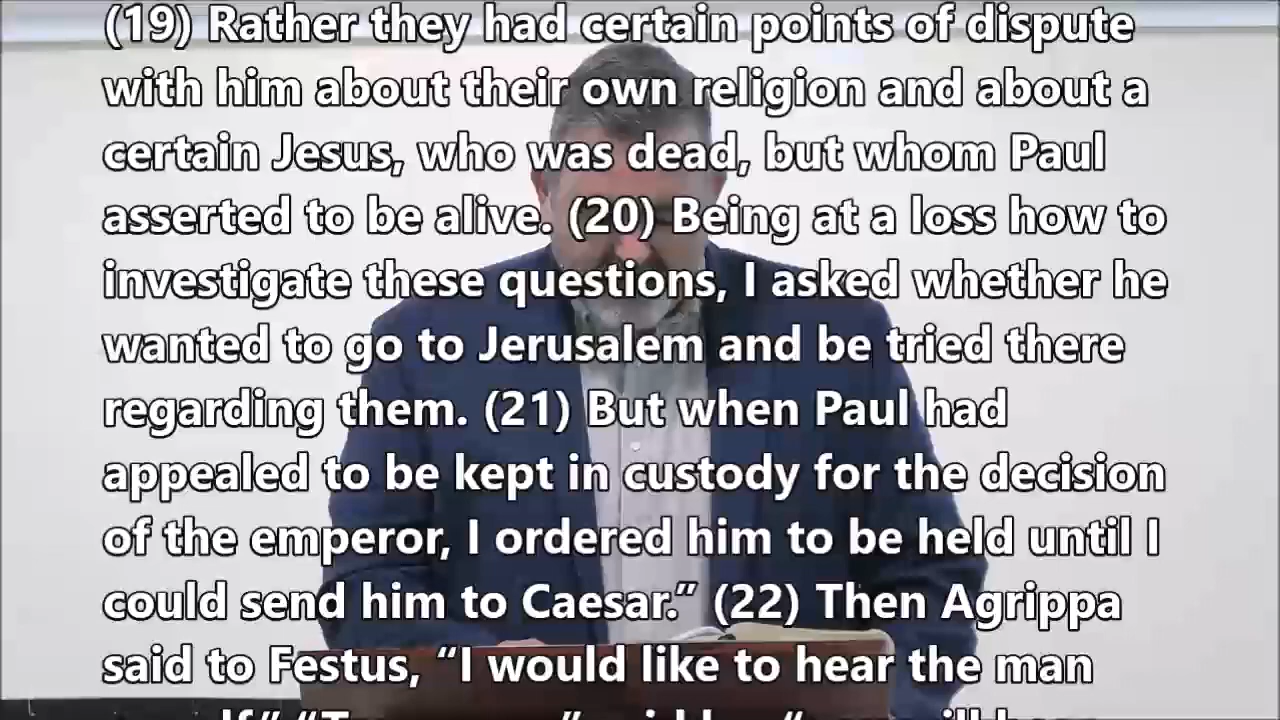 (19) Rather they had certain points of dispute
with him about their own religion and about a
certain Jesus, who was dead, but whom Paul
asserted to be alive. (20) Being at a loss how to
investigate these questions, I asked whether he
wanted to go to Jerusalem and be tried there
regarding them. (21) But when Paul had
appealed to be kept in custody for the decision
of the emperor, I ordered him to be held until I
could send him to Caesar.” (22) Then Agrippa
said to Festus, “I would like to hear the man